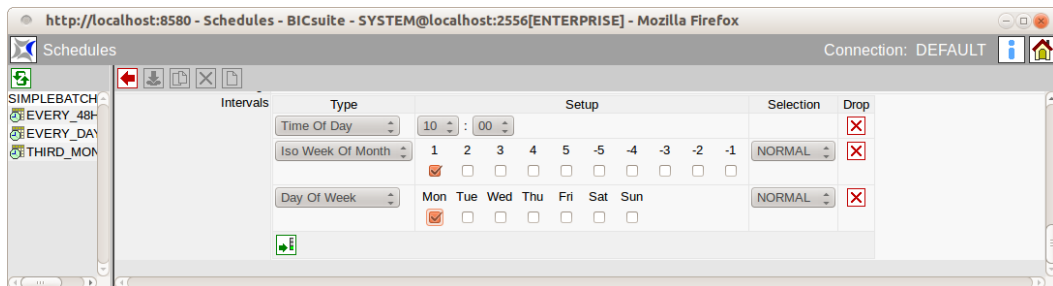 http://localhost:8580 - Schedules - BICsuite - SYSTEM@localhost:2556[ENTERPRISE] - Mozilla Firefox
Schedules Connection: DEFAULT
SIMPLEBATCH
EVERY_48H
EVERY_DAY
THIRD_MON
Intervals Type Setup Selection Drop
Time Of Day 10 : 00
Iso Week Of Month 1 2 3 4 5 -5 -4 -3 -2 -1 NORMAL
Day Of Week Mon Tue Wed Thu Fri Sat Sun NORMAL